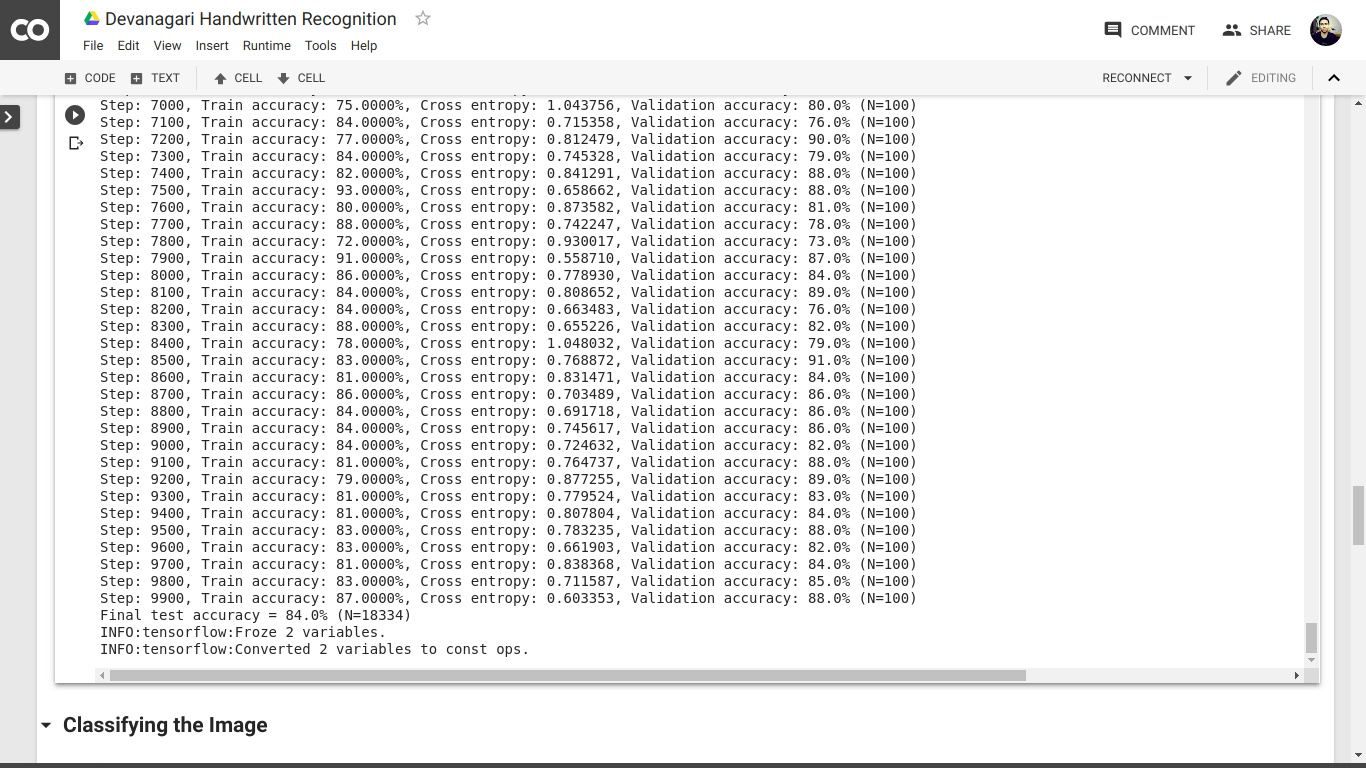 CO
Devanagari Handwritten Recognition
File Edit View Insert Runtime Tools Help
COMMENT SHARE
CODE TEXT CELL CELL RECONNECT EDITING
Step: 7000, Train accuracy: 75.0000%, Cross entropy: 1.043756, Validation accuracy: 80.0% (N=100)
Step: 7100, Train accuracy: 84.0000%, Cross entropy: 0.715358, Validation accuracy: 76.0% (N=100)
Step: 7200, Train accuracy: 77.0000%, Cross entropy: 0.812479, Validation accuracy: 90.0% (N=100)
Step: 7300, Train accuracy: 84.0000%, Cross entropy: 0.745328, Validation accuracy: 79.0% (N=100)
Step: 7400, Train accuracy: 82.0000%, Cross entropy: 0.841291, Validation accuracy: 88.0% (N=100)
Step: 7500, Train accuracy: 93.0000%, Cross entropy: 0.658662, Validation accuracy: 88.0% (N=100)
Step: 7600, Train accuracy: 80.0000%, Cross entropy: 0.873582, Validation accuracy: 81.0% (N=100)
Step: 7700, Train accuracy: 88.0000%, Cross entropy: 0.742247, Validation accuracy: 78.0% (N=100)
Step: 7800, Train accuracy: 72.0000%, Cross entropy: 0.930017, Validation accuracy: 73.0% (N=100)
Step: 7900, Train accuracy: 91.0000%, Cross entropy: 0.558710, Validation accuracy: 87.0% (N=100)
Step: 8000, Train accuracy: 86.0000%, Cross entropy: 0.778930, Validation accuracy: 84.0% (N=100)
Step: 8100, Train accuracy: 84.0000%, Cross entropy: 0.808652, Validation accuracy: 89.0% (N=100)
Step: 8200, Train accuracy: 84.0000%, Cross entropy: 0.663483, Validation accuracy: 76.0% (N=100)
Step: 8300, Train accuracy: 88.0000%, Cross entropy: 0.655226, Validation accuracy: 82.0% (N=100)
Step: 8400, Train accuracy: 78.0000%, Cross entropy: 1.048032, Validation accuracy: 79.0% (N=100)
Step: 8500, Train accuracy: 83.0000%, Cross entropy: 0.768872, Validation accuracy: 91.0% (N=100)
Step: 8600, Train accuracy: 81.0000%, Cross entropy: 0.831471, Validation accuracy: 84.0% (N=100)
Step: 8700, Train accuracy: 86.0000%, Cross entropy: 0.703489, Validation accuracy: 86.0% (N=100)
Step: 8800, Train accuracy: 84.0000%, Cross entropy: 0.691718, Validation accuracy: 86.0% (N=100)
Step: 8900, Train accuracy: 84.0000%, Cross entropy: 0.745617, Validation accuracy: 86.0% (N=100)
Step: 9000, Train accuracy: 84.0000%, Cross entropy: 0.724632, Validation accuracy: 82.0% (N=100)
Step: 9100, Train accuracy: 81.0000%, Cross entropy: 0.764737, Validation accuracy: 88.0% (N=100)
Step: 9200, Train accuracy: 79.0000%, Cross entropy: 0.877255, Validation accuracy: 89.0% (N=100)
Step: 9300, Train accuracy: 81.0000%, Cross entropy: 0.779524, Validation accuracy: 83.0% (N=100)
Step: 9400, Train accuracy: 81.0000%, Cross entropy: 0.807804, Validation accuracy: 84.0% (N=100)
Step: 9500, Train accuracy: 83.0000%, Cross entropy: 0.783235, Validation accuracy: 88.0% (N=100)
Step: 9600, Train accuracy: 83.0000%, Cross entropy: 0.661903, Validation accuracy: 82.0% (N=100)
Step: 9700, Train accuracy: 81.0000%, Cross entropy: 0.838368, Validation accuracy: 84.0% (N=100)
Step: 9800, Train accuracy: 83.0000%, Cross entropy: 0.711587, Validation accuracy: 85.0% (N=100)
Step: 9900, Train accuracy: 87.0000%, Cross entropy: 0.603353, Validation accuracy: 88.0% (N=100)
Final test accuracy = 84.0% (N=18334)
INFO:tensorflow:Froze 2 variables.
INFO:tensorflow:Converted 2 variables to const ops.
Classifying the Image